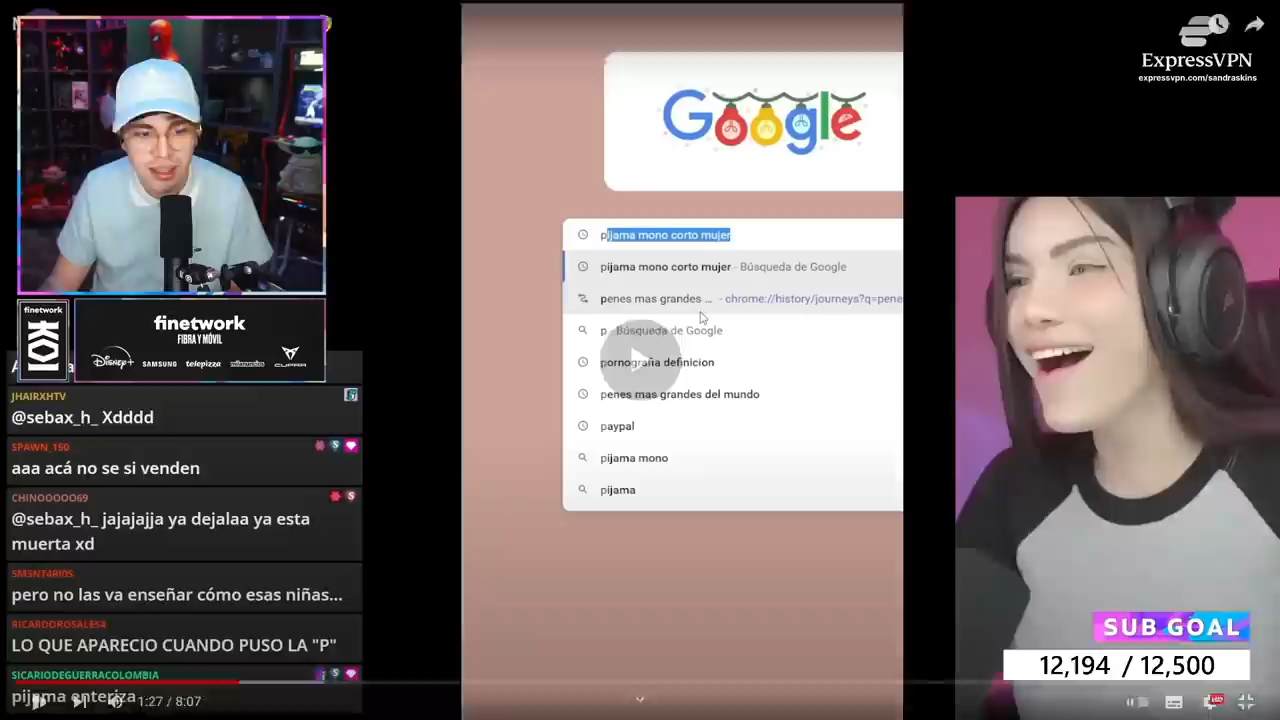 finetwork
KOI
finetwork
FIBRA Y MÓVIL
Disney+ SAMSUNG telepizza CUPRA
JHAIRXHTV
@sebax_h_ Xdddd
SPAWN_150
aaa acá no se si venden
CHINOOOOO69
@sebax_h_ jajajajja ya dejalaa ya esta
muerta xd
SM3NT4RI0S
pero no las va enseñar cómo esas niñas...
RICARDOROSALES4
LO QUE APARECIO CUANDO PUSO LA "P"
SICARIODEGUERRACOLOMBIA
pijama enteriza
1:27 / 8:07
Google
pijama mono corto mujer
pijama mono corto mujer - Búsqueda de Google
penes mas grandes ... - chrome://history/journeys?q=pene
p - Búsqueda de Google
pornografia definicion
penes mas grandes del mundo
paypal
pijama mono
pijama
ExpressVPN
expressvpn.com/sandraskins
SUB GOAL
12,194 / 12,500